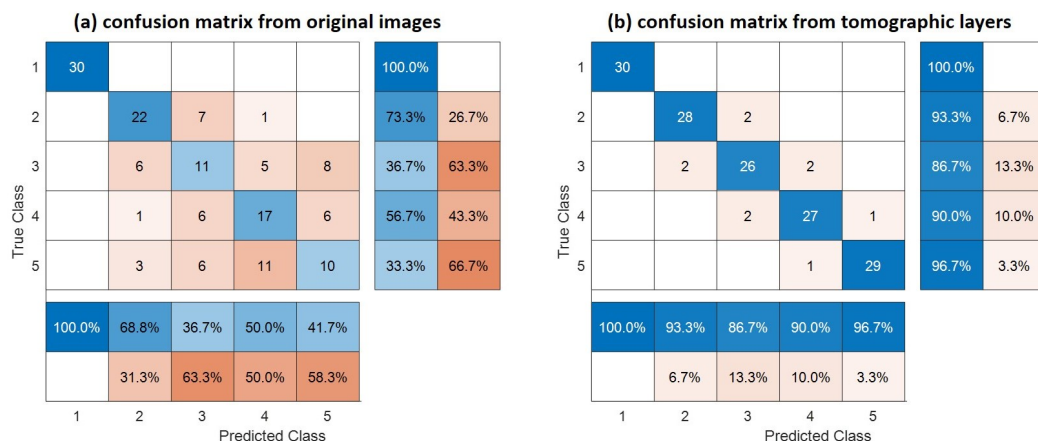 (a) confusion matrix from original images
1 30 100.0%
2 22 7 1 73.3% 26.7%
3 6 11 5 8 36.7% 63.3%
4 1 6 17 6 56.7% 43.3%
5 3 6 11 10 33.3% 66.7%
True Class
100.0% 68.8% 36.7% 50.0% 41.7%
31.3% 63.3% 50.0% 58.3%
1 2 3 4 5
Predicted Class
(b) confusion matrix from tomographic layers
1 30 100.0%
2 28 2 93.3% 6.7%
3 2 26 2 86.7% 13.3%
4 2 27 1 90.0% 10.0%
5 1 29 96.7% 3.3%
True Class
100.0% 93.3% 86.7% 90.0% 96.7%
6.7% 13.3% 10.0% 3.3%
1 2 3 4 5
Predicted Class